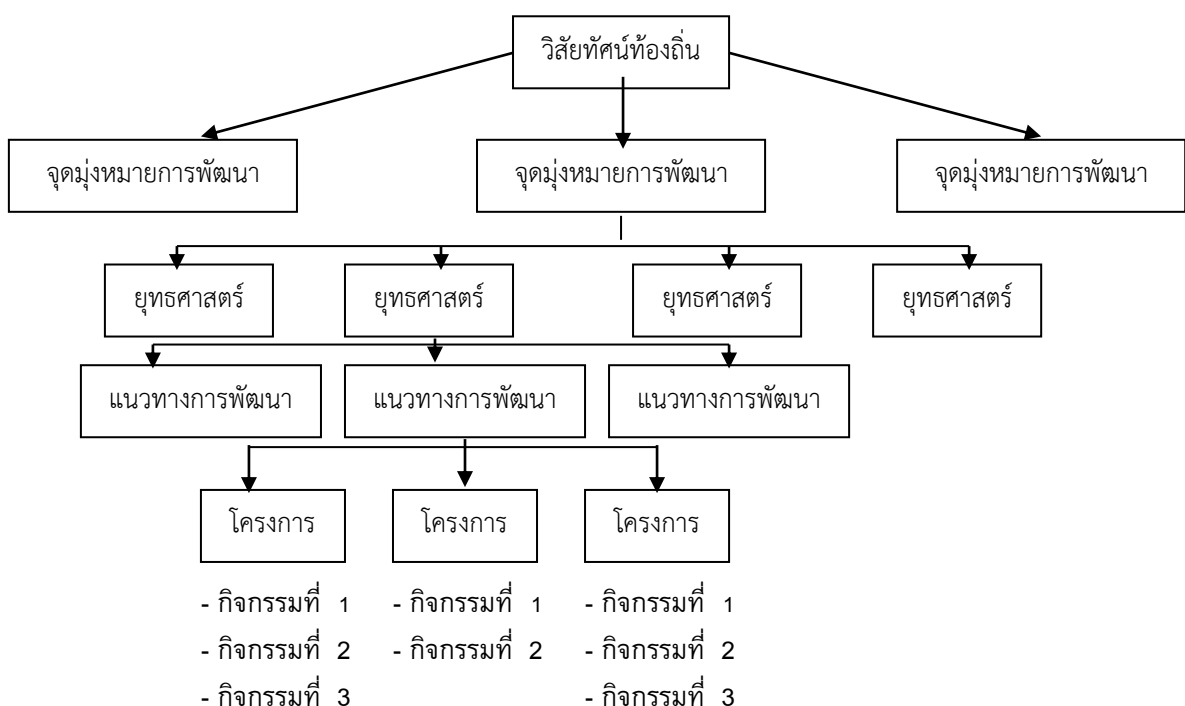 วิสัยทัศน์ท้องถิ่น
จุดมุ่งหมายการพัฒนา จุดมุ่งหมายการพัฒนา จุดมุ่งหมายการพัฒนา
ยุทธศาสตร์ ยุทธศาสตร์ ยุทธศาสตร์ ยุทธศาสตร์
แนวทางการพัฒนา แนวทางการพัฒนา แนวทางการพัฒนา
โครงการ โครงการ โครงการ
- กิจกรรมที่ 1 - กิจกรรมที่ 1 - กิจกรรมที่ 1
- กิจกรรมที่ 2 - กิจกรรมที่ 2 - กิจกรรมที่ 2
- กิจกรรมที่ 3 - กิจกรรมที่ 3